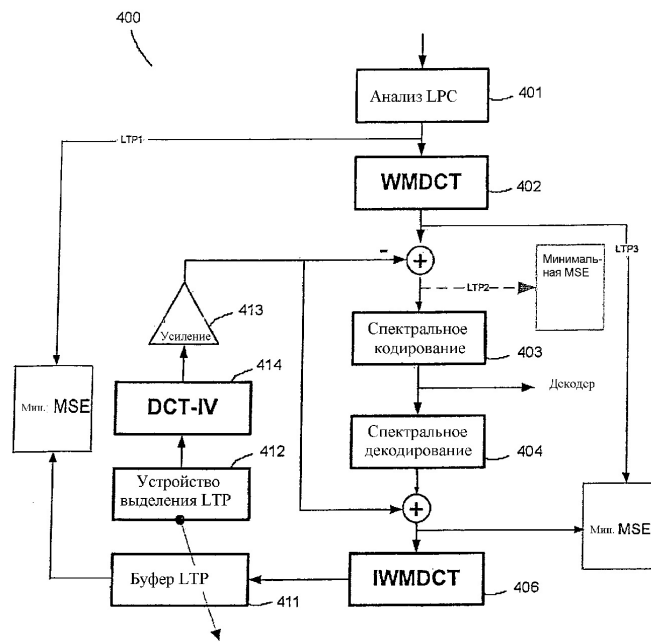 400
Анализ LPC
401
LTP1
WMDCT
402
-
+
LTP3
Минималь-
ная MSE
LTP2
413
Усиление
Спектральное
кодирование
403
414
DCT-IV
Декодер
Мин. MSE
412
Устройство
выделения LTP
Спектральное
декодирование
404
+
Мин. MSE
Буфер LTP
411
IWMDCT
406